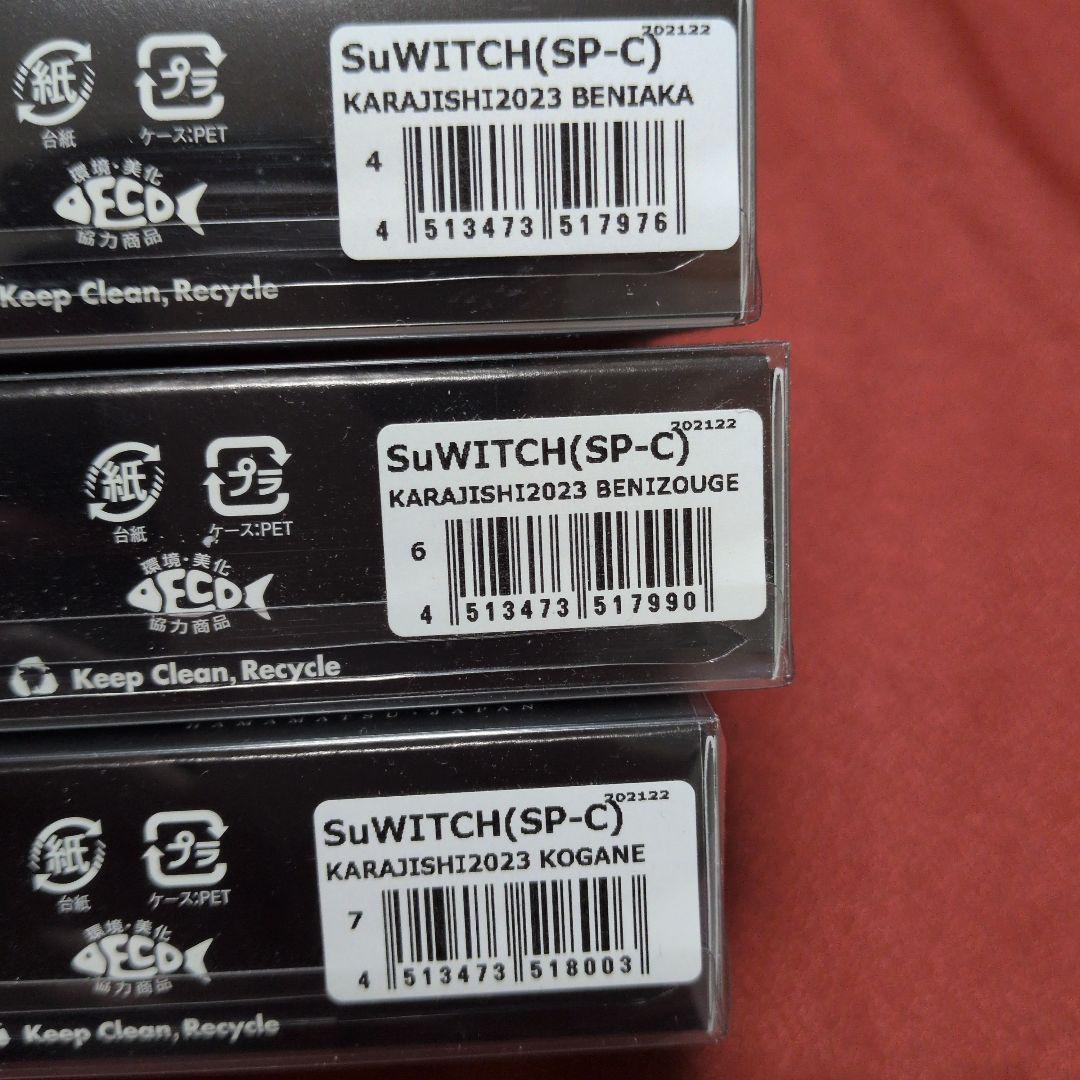 202122
SuWITCH(SP-C)
KARAJISHI2023 BENIAKA
4
4 513473 517976
紙
台紙
プラ
ケース:PET
環境・美化
ECO
協力商品
Keep Clean, Recycle
202122
SuWITCH(SP-C)
KARAJISHI2023 BENIZOUGE
6
4 513473 517990
紙
台紙
プラ
ケース:PET
環境・美化
ECO
協力商品
Keep Clean, Recycle
HAMAMATSU·JAPAN
202122
SuWITCH(SP-C)
KARAJISHI2023 KOGANE
7
4 513473 518003
紙
台紙
プラ
ケース:PET
環境・美化
ECO
協力商品
Keep Clean, Recycle